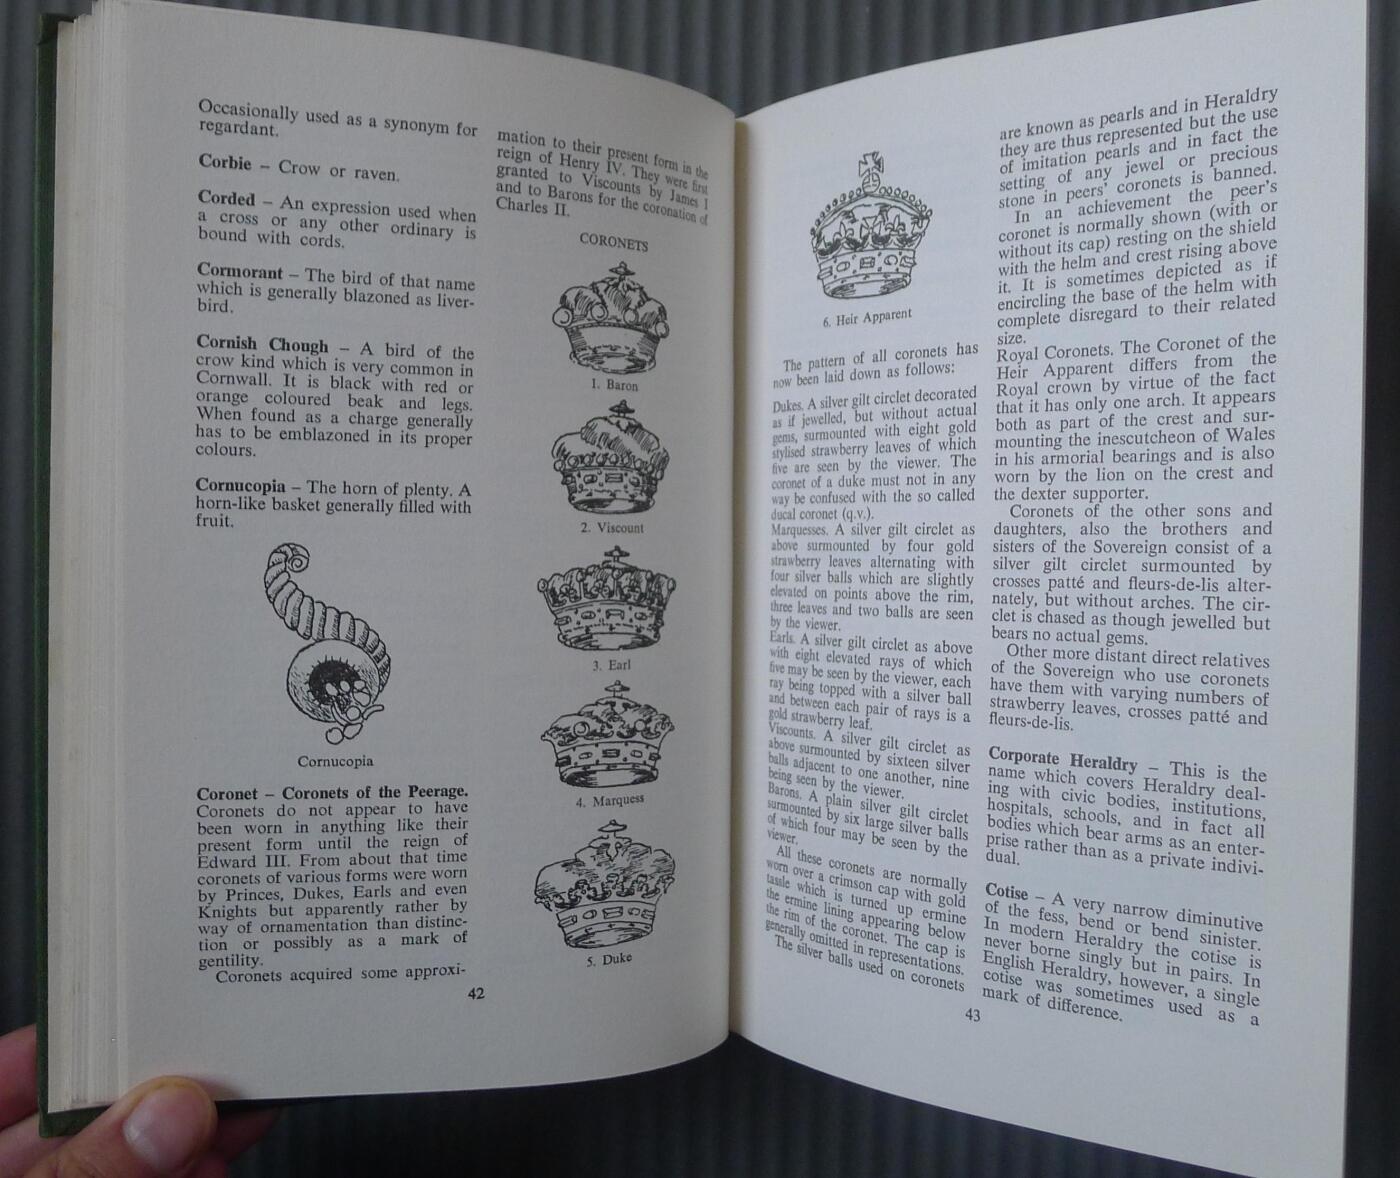 Occasionally used as a synonym for
regardant.
Corbie – Crow or raven.
Corded – An expression used when
a cross or any other ordinary is
bound with cords.
Cormorant – The bird of that name
which is generally blazoned as liver-
bird.
Cornish Chough – A bird of the
crow kind which is very common in
Cornwall. It is black with red or
orange coloured beak and legs.
When found as a charge generally
has to be emblazoned in its proper
colours.
Cornucopia – The horn of plenty. A
horn-like basket generally filled with
fruit.
Cornucopia
Coronet – Coronets of the Peerage.
Coronets do not appear to have
been worn in anything like their
present form until the reign of
Edward III. From about that time
coronets of various forms were worn
by Princes, Dukes, Earls and even
Knights but apparently rather by
way of ornamentation than distinc-
tion or possibly as a mark of
gentility.
Coronets acquired some approxi-
mation to their present form in the
reign of Henry IV. They were first
granted to Viscounts by James I
and to Barons for the coronation of
Charles II.
CORONETS
1. Baron
2. Viscount
3. Earl
4. Marquess
5. Duke
42
6. Heir Apparent
The pattern of all coronets has
now been laid down as follows:
Dukes. A silver gilt circlet decorated
as if jewelled, but without actual
gems, surmounted with eight gold
stylised strawberry leaves of which
five are seen by the viewer. The
coronet of a duke must not in any
way be confused with the so called
ducal coronet (q.v.).
Marquesses. A silver gilt circlet as
above surmounted by four gold
strawberry leaves alternating with
four silver balls which are slightly
elevated on points above the rim,
three leaves and two balls are seen
by the viewer.
Earls. A silver gilt circlet as above
with eight elevated rays of which
five may be seen by the viewer, each
ray being topped with a silver ball
and between each pair of rays is a
gold strawberry leaf.
Viscounts. A silver gilt circlet as
above surmounted by sixteen silver
balls adjacent to one another, nine
being seen by the viewer.
Barons. A plain silver gilt circlet
surmounted by six large silver balls
of which four may be seen by the
viewer.
All these coronets are normally
worn over a crimson cap with gold
tassle which is turned up ermine
the ermine lining appearing below
the rim of the coronet. The cap is
generally omitted in representations.
The silver balls used on coronets
are known as pearls and in Heraldry
they are thus represented but the use
of imitation pearls and in fact the
setting of any jewel or precious
stone in peers' coronets is banned.
In an achievement the peer's
coronet is normally shown (with or
without its cap) resting on the shield
with the helm and crest rising above
it. It is sometimes depicted as if
encircling the base of the helm with
complete disregard to their related
size.
Royal Coronets. The Coronet of the
Heir Apparent differs from the
Royal crown by virtue of the fact
that it has only one arch. It appears
both as part of the crest and sur-
mounting the inescutcheon of Wales
in his armorial bearings and is also
worn by the lion on the crest and
the dexter supporter.
Coronets of the other sons and
daughters, also the brothers and
sisters of the Sovereign consist of a
silver gilt circlet surmounted by
crosses patté and fleurs-de-lis alter-
nately, but without arches. The cir-
clet is chased as though jewelled but
bears no actual gems.
Other more distant direct relatives
of the Sovereign who use coronets
have them with varying numbers of
strawberry leaves, crosses patté and
fleurs-de-lis.
Corporate Heraldry – This is the
name which covers Heraldry deal-
ing with civic bodies, institutions,
hospitals, schools, and in fact all
bodies which bear arms as an enter-
prise rather than as a private indivi-
dual.
Cotise – A very narrow diminutive
of the fess, bend or bend sinister.
In modern Heraldry the cotise is
never borne singly but in pairs. In
English Heraldry, however, a single
cotise was sometimes used as a
mark of difference.
43